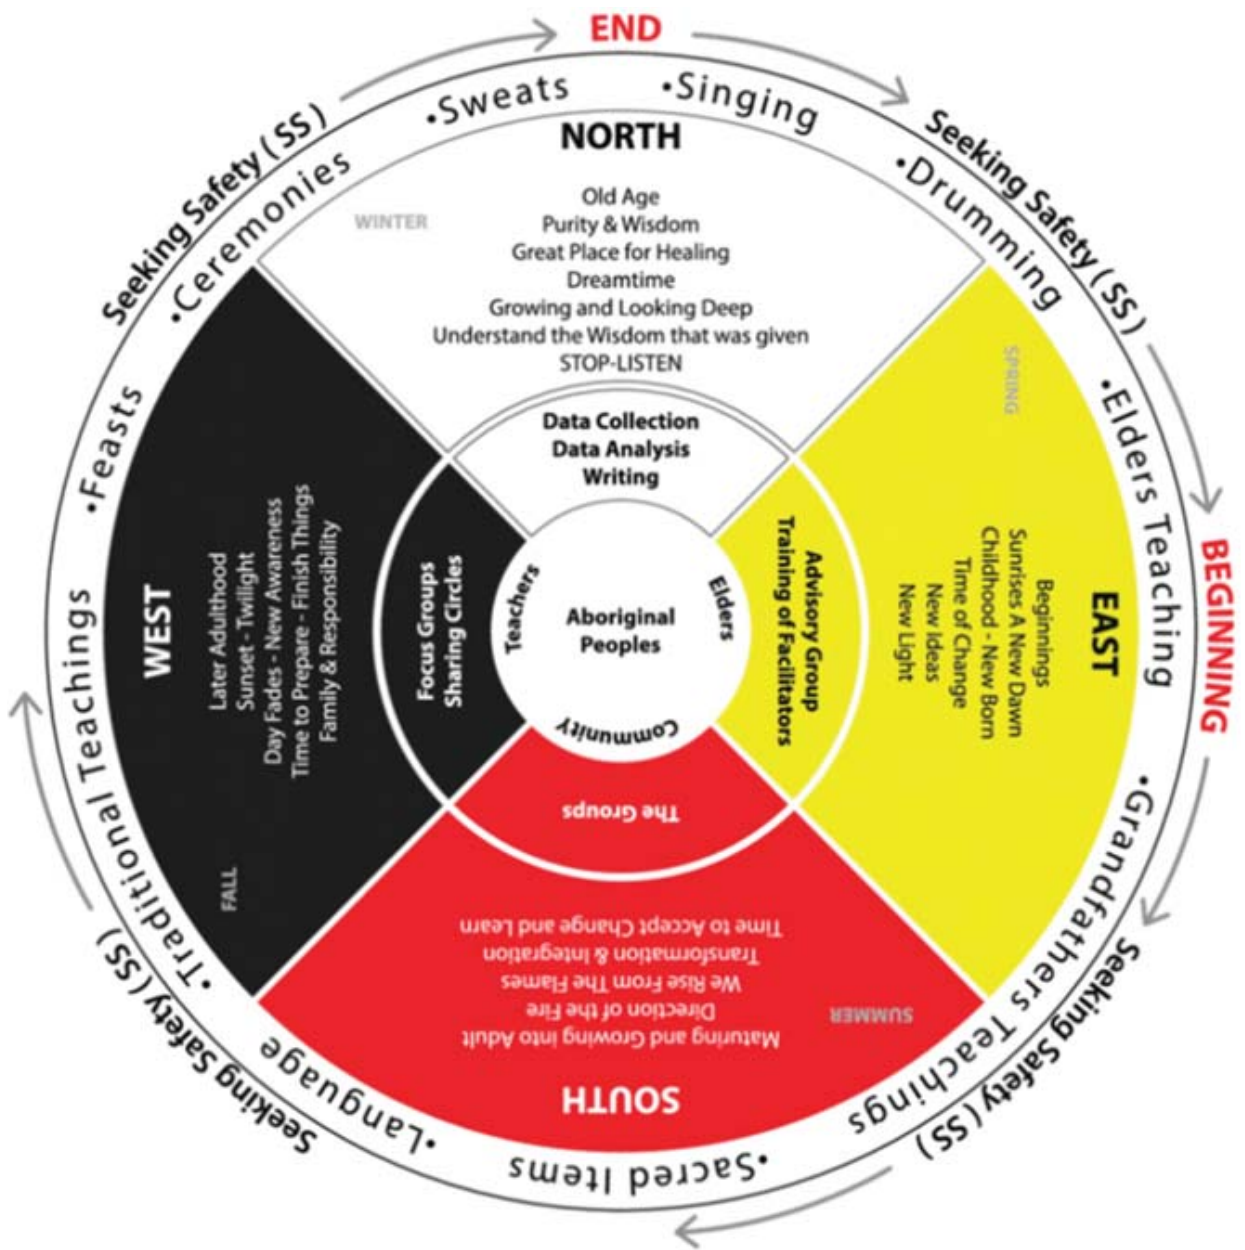 END
Seeking Safety (SS)
Seeking Safety (SS)
•Sweats
•Singing
•Drumming
•Elders Teaching
BEGINNING
•Grandfathers Teachings
Seeking Safety (SS)
•Sacred Items
•Language
Seeking Safety (SS)
•Traditional Teachings
•Feasts
•Ceremonies
NORTH
WINTER
Old Age
Purity & Wisdom
Great Place for Healing
Dreamtime
Growing and Looking Deep
Understand the Wisdom that was given
STOP-LISTEN
Data Collection
Data Analysis
Writing
SPRING
EAST
Beginnings
Sunrises A New Dawn
Childhood - New Born
Time of Change
New Ideas
New Light
Advisory Group
Training of Facilitators
SUMMER
SOUTH
Maturing and Growing into Adult
Direction of the Fire
We Rise From The Flames
Transformation & Integration
Time to Accept Change and Learn
The Groups
FALL
WEST
Later Adulthood
Sunset - Twilight
Day Fades - New Awareness
Time to Prepare - Finish Things
Family & Responsibility
Focus Groups
Sharing Circles
Teachers
Elders
Community
Aboriginal
Peoples